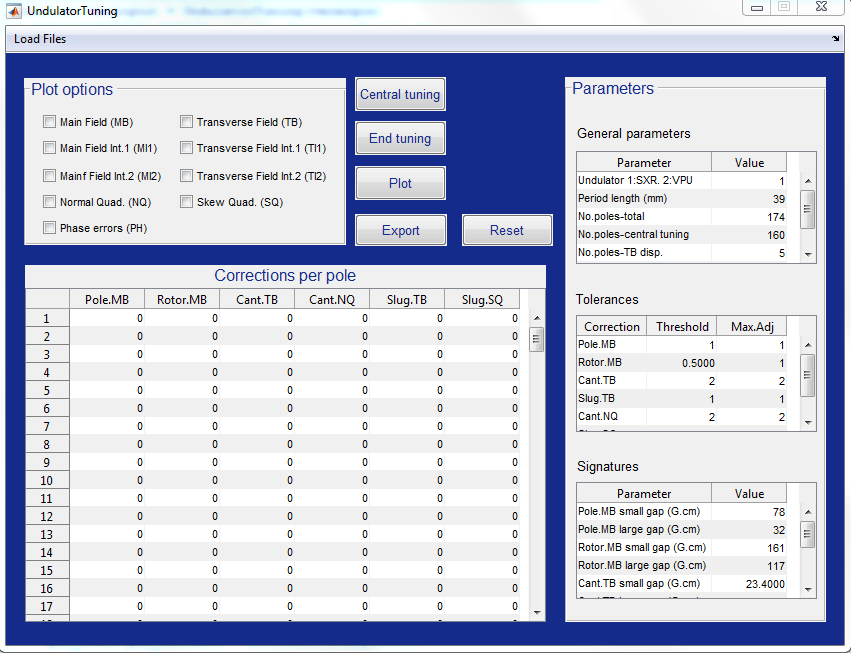 UndulatorTuning
Load Files
Plot options
Main Field (MB)
Transverse Field (TB)
Main Field Int.1 (MI1)
Transverse Field Int.1 (TI1)
Mainf Field Int.2 (MI2)
Transverse Field Int.2 (TI2)
Normal Quad. (NQ)
Skew Quad. (SQ)
Phase errors (PH)
Central tuning
End tuning
Plot
Export
Reset
Corrections per pole
Pole.MB Rotor.MB Cant.TB Cant.NQ Slug.TB Slug.SQ
1 0 0 0 0 0 0
2 0 0 0 0 0 0
3 0 0 0 0 0 0
4 0 0 0 0 0 0
5 0 0 0 0 0 0
6 0 0 0 0 0 0
7 0 0 0 0 0 0
8 0 0 0 0 0 0
9 0 0 0 0 0 0
10 0 0 0 0 0 0
11 0 0 0 0 0 0
12 0 0 0 0 0 0
13 0 0 0 0 0 0
14 0 0 0 0 0 0
15 0 0 0 0 0 0
16 0 0 0 0 0 0
17 0 0 0 0 0 0
Parameters
General parameters
Parameter Value
Undulator 1:SXR. 2:VPU 1
Period length (mm) 39
No.poles-total 174
No.poles-central tuning 160
No.poles-TB disp. 5
Tolerances
Correction Threshold Max.Adj
Pole.MB 1 1
Rotor.MB 0.5000 1
Cant.TB 2 2
Slug.TB 1 1
Cant.NQ 2 2
Signatures
Parameter Value
Pole.MB small gap (G.cm) 78
Pole.MB large gap (G.cm) 32
Rotor.MB small gap (G.cm) 161
Rotor.MB large gap (G.cm) 117
Cant.TB small gap (G.cm) 23.4000